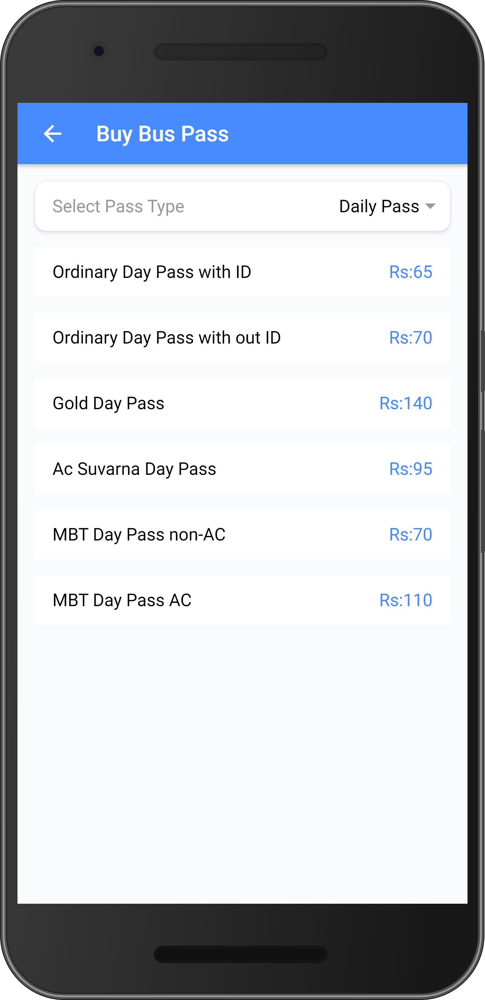 Buy Bus Pass
Select Pass Type Daily Pass
Ordinary Day Pass with ID Rs:65
Ordinary Day Pass with out ID Rs:70
Gold Day Pass Rs:140
Ac Suvarna Day Pass Rs:95
MBT Day Pass non-AC Rs:70
MBT Day Pass AC Rs:110